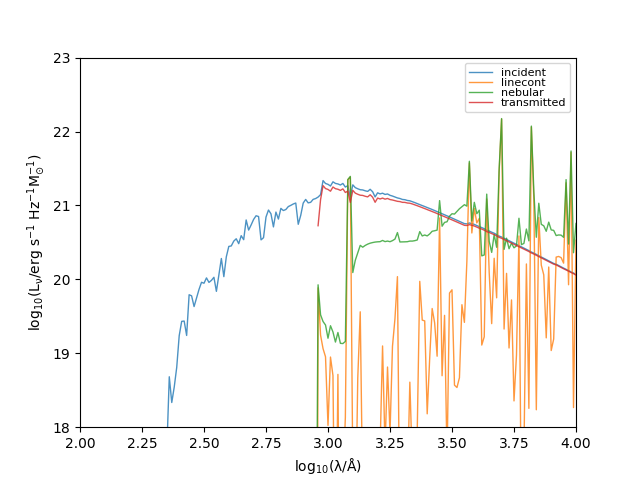 23
22
21
20
19
18
2.00 2.25 2.50 2.75 3.00 3.25 3.50 3.75 4.00
log₁₀(λ/Å)
log₁₀(Lν/erg s⁻¹ Hz⁻¹M⊙⁻¹)
incident
linecont
nebular
transmitted